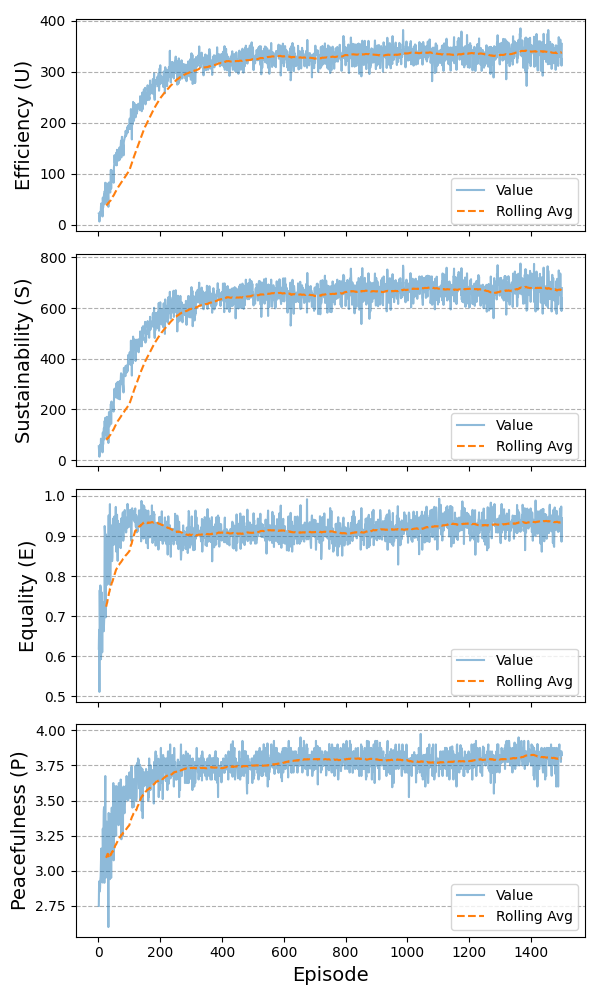 400
300
200
100
0
Efficiency (U)
Value
Rolling Avg
800
600
400
200
0
Sustainability (S)
Value
Rolling Avg
1.0
0.9
0.8
0.7
0.6
0.5
Equality (E)
Value
Rolling Avg
4.00
3.75
3.50
3.25
3.00
2.75
Peacefulness (P)
Value
Rolling Avg
0 200 400 600 800 1000 1200 1400
Episode